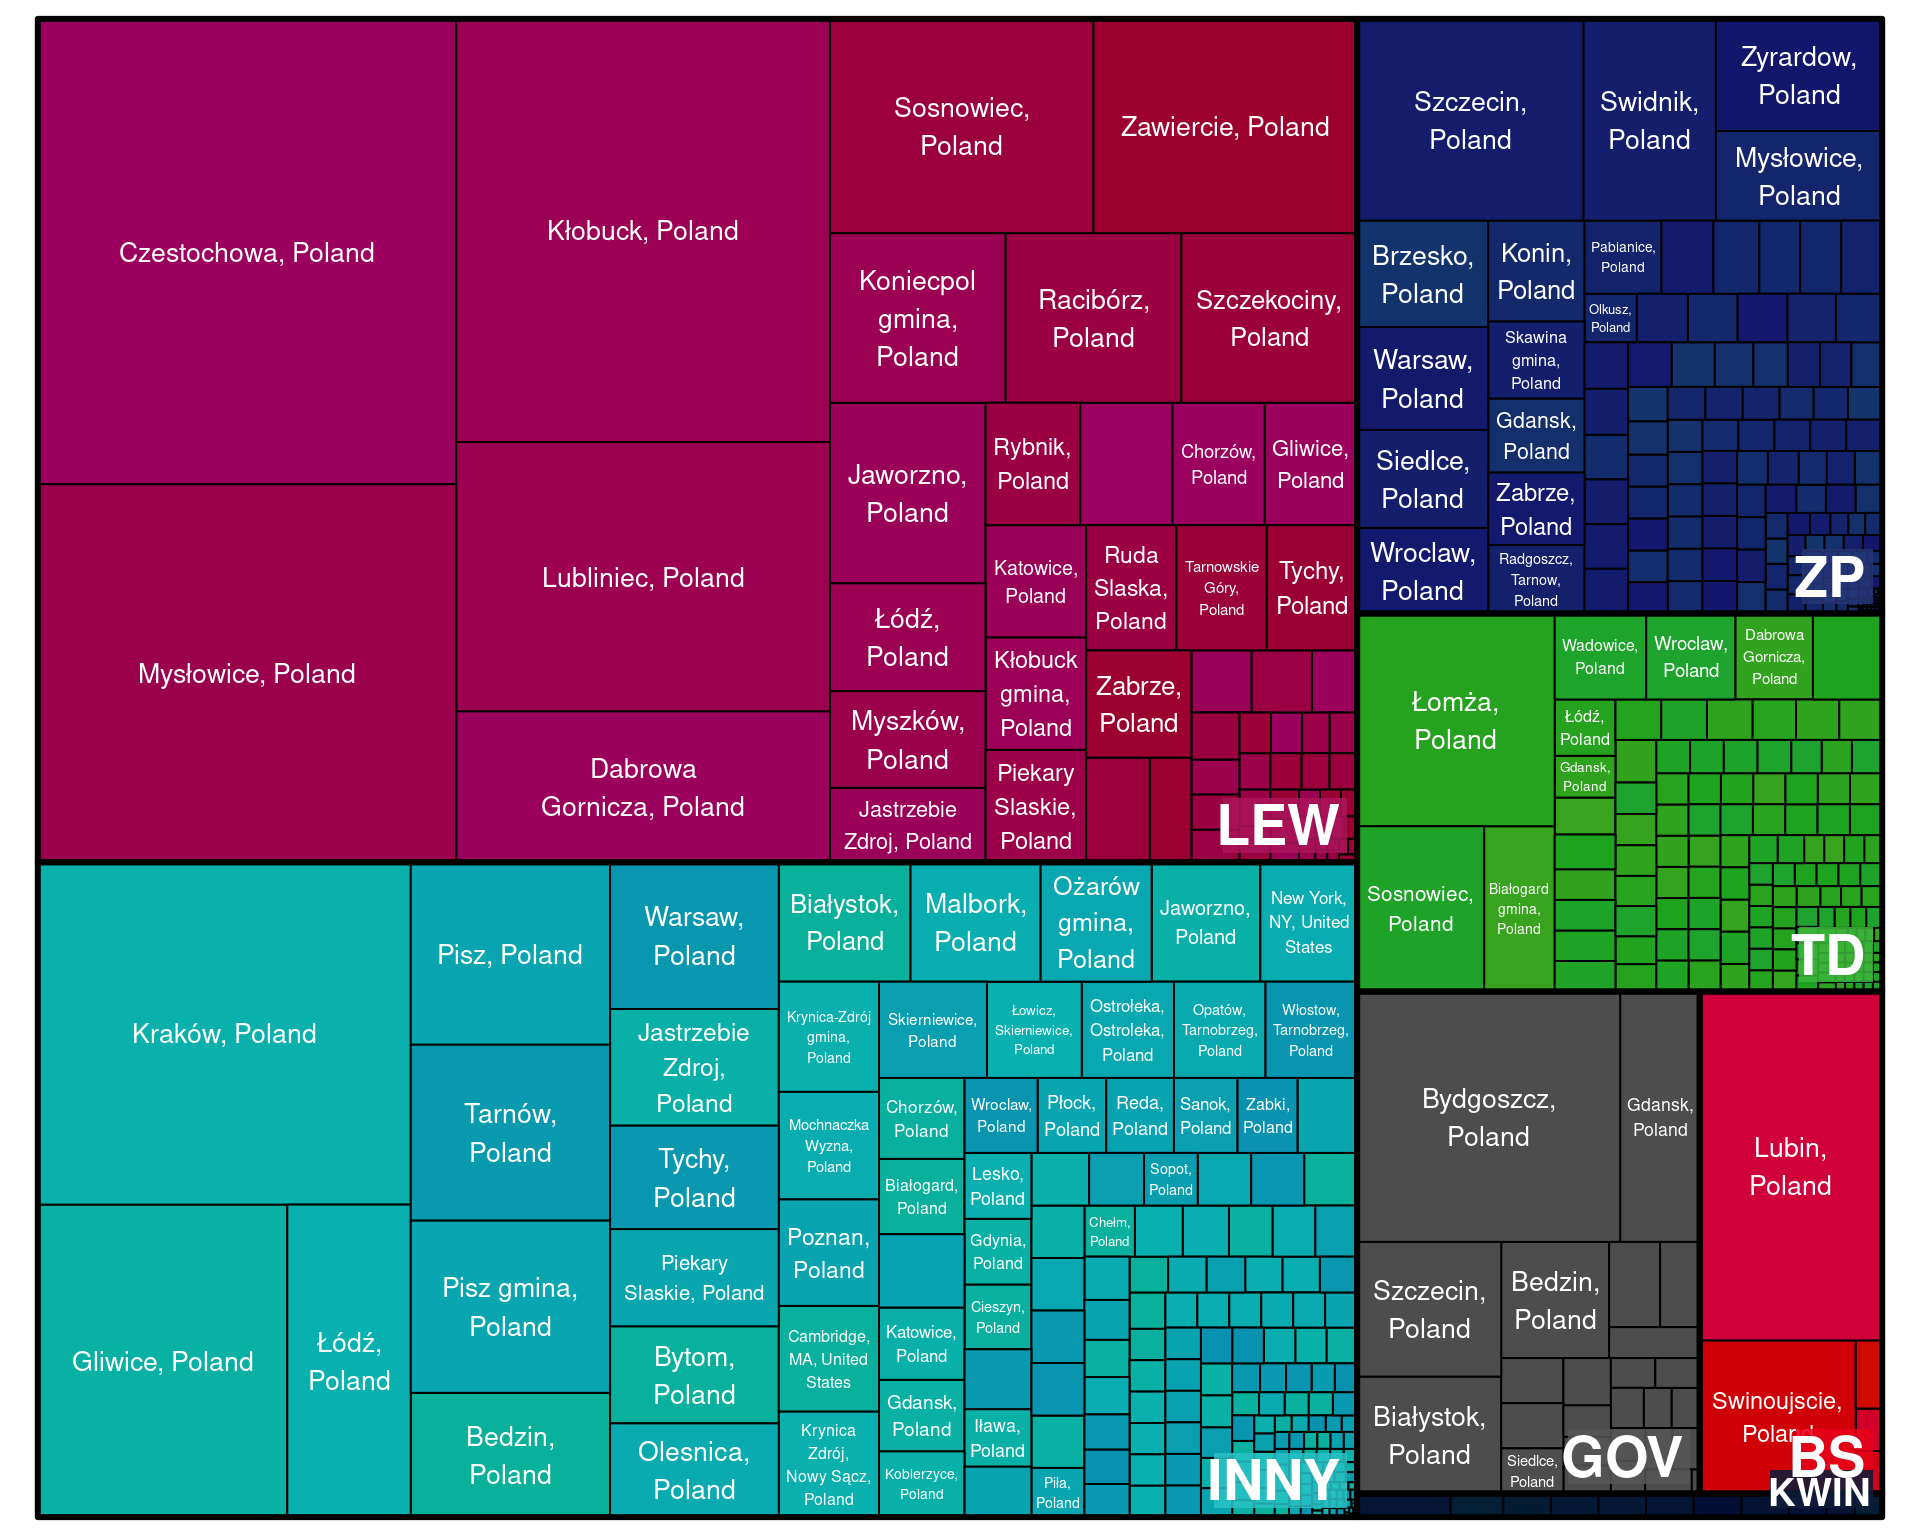 Czestochowa, Poland
Mysłowice, Poland
Kłobuck, Poland
Lubliniec, Poland
Dabrowa
Gornicza, Poland
Sosnowiec,
Poland
Zawiercie, Poland
Koniecpol
gmina,
Poland
Racibórz,
Poland
Szczekociny,
Poland
Jaworzno,
Poland
Łódź,
Poland
Myszków,
Poland
Jastrzebie
Zdroj, Poland
Rybnik,
Poland
Chorzów,
Poland
Gliwice,
Poland
Katowice,
Poland
Kłobuck
gmina,
Poland
Piekary
Slaskie,
Poland
Ruda
Slaska,
Poland
Tarnowskie
Góry,
Poland
Tychy,
Poland
Zabrze,
Poland
LEW
Szczecin,
Poland
Swidnik,
Poland
Zyrardow,
Poland
Mysłowice,
Poland
Brzesko,
Poland
Warsaw,
Poland
Siedlce,
Poland
Wroclaw,
Poland
Konin,
Poland
Skawina
gmina,
Poland
Gdansk,
Poland
Zabrze,
Poland
Radgoszcz,
Tarnow,
Poland
Pabianice,
Poland
Olkusz,
Poland
ZP
Łomża,
Poland
Sosnowiec,
Poland
Białogard
gmina,
Poland
Wadowice,
Poland
Wroclaw,
Poland
Dabrowa
Gornicza,
Poland
Łódź,
Poland
Gdansk,
Poland
TD
Kraków, Poland
Gliwice, Poland
Łódź,
Poland
Pisz, Poland
Tarnów,
Poland
Pisz gmina,
Poland
Bedzin,
Poland
Warsaw,
Poland
Jastrzebie
Zdroj,
Poland
Tychy,
Poland
Piekary
Slaskie, Poland
Bytom,
Poland
Olesnica,
Poland
Białystok,
Poland
Malbork,
Poland
Ożarów
gmina,
Poland
Jaworzno,
Poland
New York,
NY, United
States
Krynica-Zdrój
gmina,
Poland
Mochnaczka
Wyzna,
Poland
Poznan,
Poland
Cambridge,
MA, United
States
Krynica
Zdrój,
Nowy Sącz,
Poland
Skierniewice,
Poland
Łowicz,
Skierniewice,
Poland
Ostrołeka,
Ostroleka,
Poland
Opatów,
Tarnobrzeg,
Poland
Włostow,
Tarnobrzeg,
Poland
Chorzów,
Poland
Białogard,
Poland
Katowice,
Poland
Gdansk,
Poland
Kobierzyce,
Poland
Wroclaw,
Poland
Płock,
Poland
Reda,
Poland
Sanok,
Poland
Zabki,
Poland
Lesko,
Poland
Gdynia,
Poland
Cieszyn,
Poland
Iława,
Poland
Sopot,
Poland
Chełm,
Poland
Piła,
Poland
INNY
Bydgoszcz,
Poland
Gdansk,
Poland
Szczecin,
Poland
Białystok,
Poland
Bedzin,
Poland
Siedlce,
Poland
GOV
Lubin,
Poland
Swinoujscie,
Poland
BS
KWIN